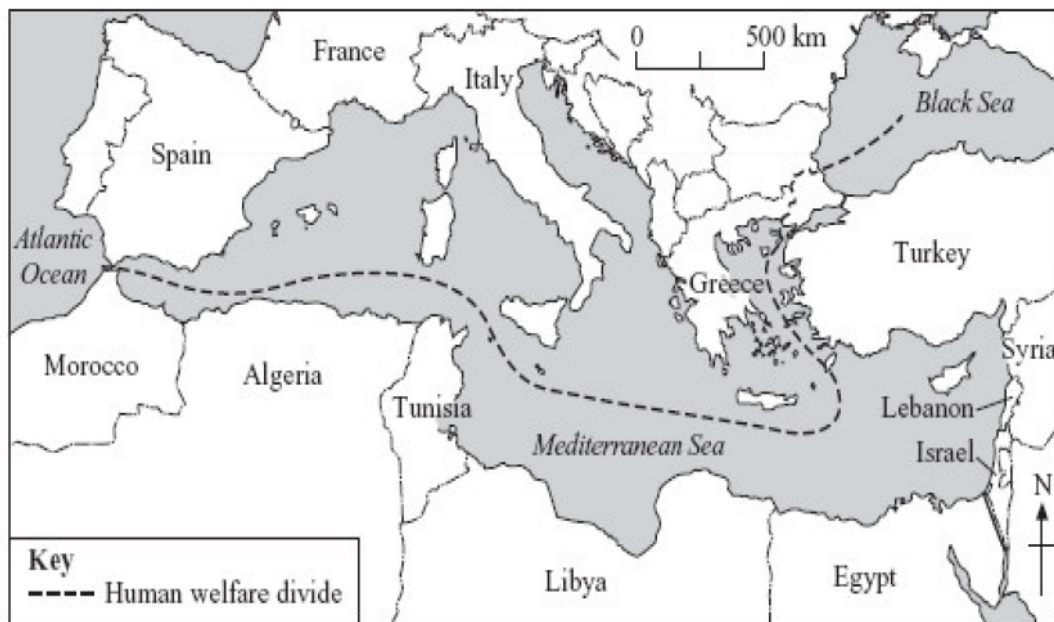 France
Italy
0 500 km
Black Sea
Spain
Atlantic
Ocean
Greece
Turkey
Morocco
Algeria
Tunisia
Syria
Lebanon
Mediterranean Sea
Israel
N
Key
Human welfare divide
Libya
Egypt